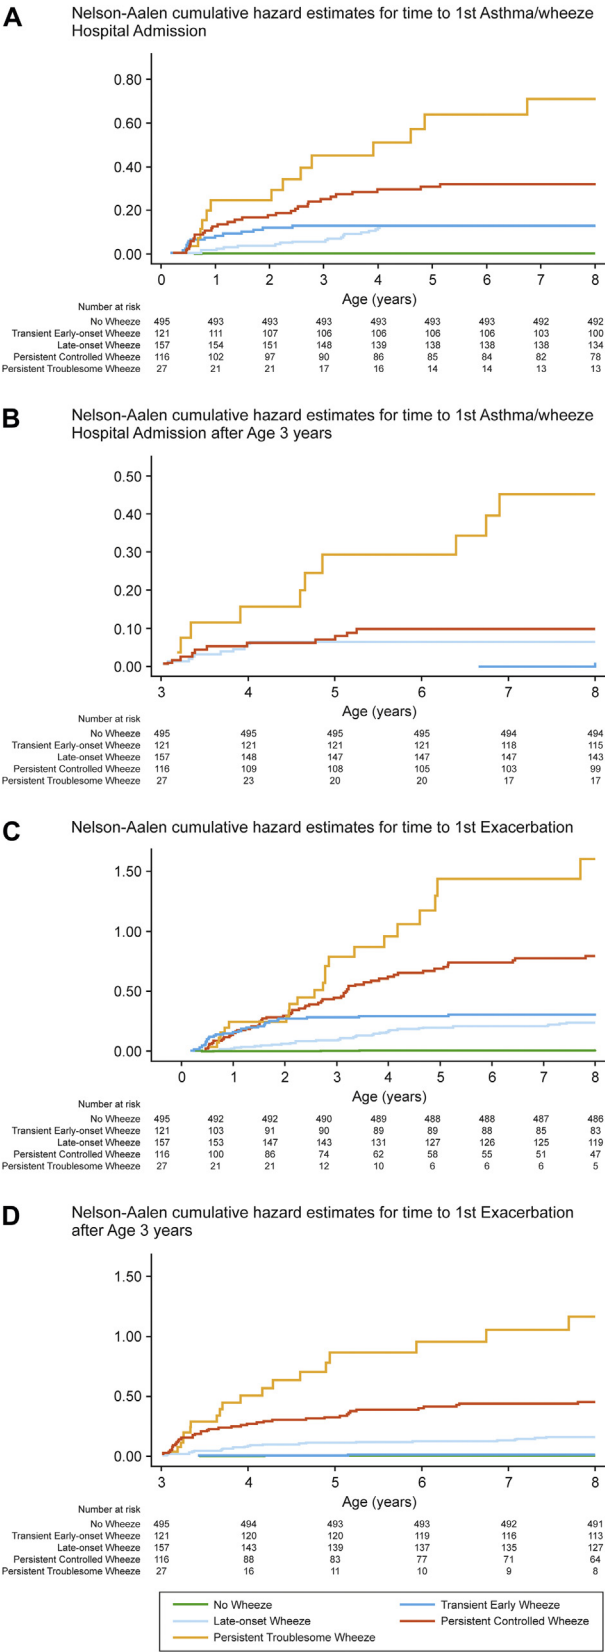 A
Nelson-Aalen cumulative hazard estimates for time to 1st Asthma/wheeze
Hospital Admission
0.80
0.60
0.40
0.20
0.00
0 1 2 3 4 5 6 7 8
Age (years)
Number at risk
No Wheeze 495 493 493 493 493 493 493 492 492
Transient Early-onset Wheeze 121 111 107 106 106 106 106 103 100
Late-onset Wheeze 157 154 151 148 139 138 138 138 134
Persistent Controlled Wheeze 116 102 97 90 86 85 84 82 78
Persistent Troublesome Wheeze 27 21 21 17 16 14 14 13 13
B
Nelson-Aalen cumulative hazard estimates for time to 1st Asthma/wheeze
Hospital Admission after Age 3 years
0.50
0.40
0.30
0.20
0.10
0.00
3 4 5 6 7 8
Age (years)
Number at risk
No Wheeze 495 495 495 495 494 494
Transient Early-onset Wheeze 121 121 121 121 118 115
Late-onset Wheeze 157 148 147 147 147 143
Persistent Controlled Wheeze 116 109 108 105 103 99
Persistent Troublesome Wheeze 27 23 20 20 17 17
C
Nelson-Aalen cumulative hazard estimates for time to 1st Exacerbation
1.50
1.00
0.50
0.00
0 1 2 3 4 5 6 7 8
Age (years)
Number at risk
No Wheeze 495 492 492 490 489 488 488 487 486
Transient Early-onset Wheeze 121 103 91 90 89 89 88 85 83
Late-onset Wheeze 157 153 147 143 131 127 126 125 119
Persistent Controlled Wheeze 116 100 86 74 62 58 55 51 47
Persistent Troublesome Wheeze 27 21 21 12 10 6 6 6 5
D
Nelson-Aalen cumulative hazard estimates for time to 1st Exacerbation
after Age 3 years
1.50
1.00
0.50
0.00
3 4 5 6 7 8
Age (years)
Number at risk
No Wheeze 495 494 493 493 492 491
Transient Early-onset Wheeze 121 120 120 119 116 113
Late-onset Wheeze 157 143 139 137 135 127
Persistent Controlled Wheeze 116 88 83 77 71 64
Persistent Troublesome Wheeze 27 16 11 10 9 8
No Wheeze Transient Early Wheeze
Late-onset Wheeze Persistent Controlled Wheeze
Persistent Troublesome Wheeze